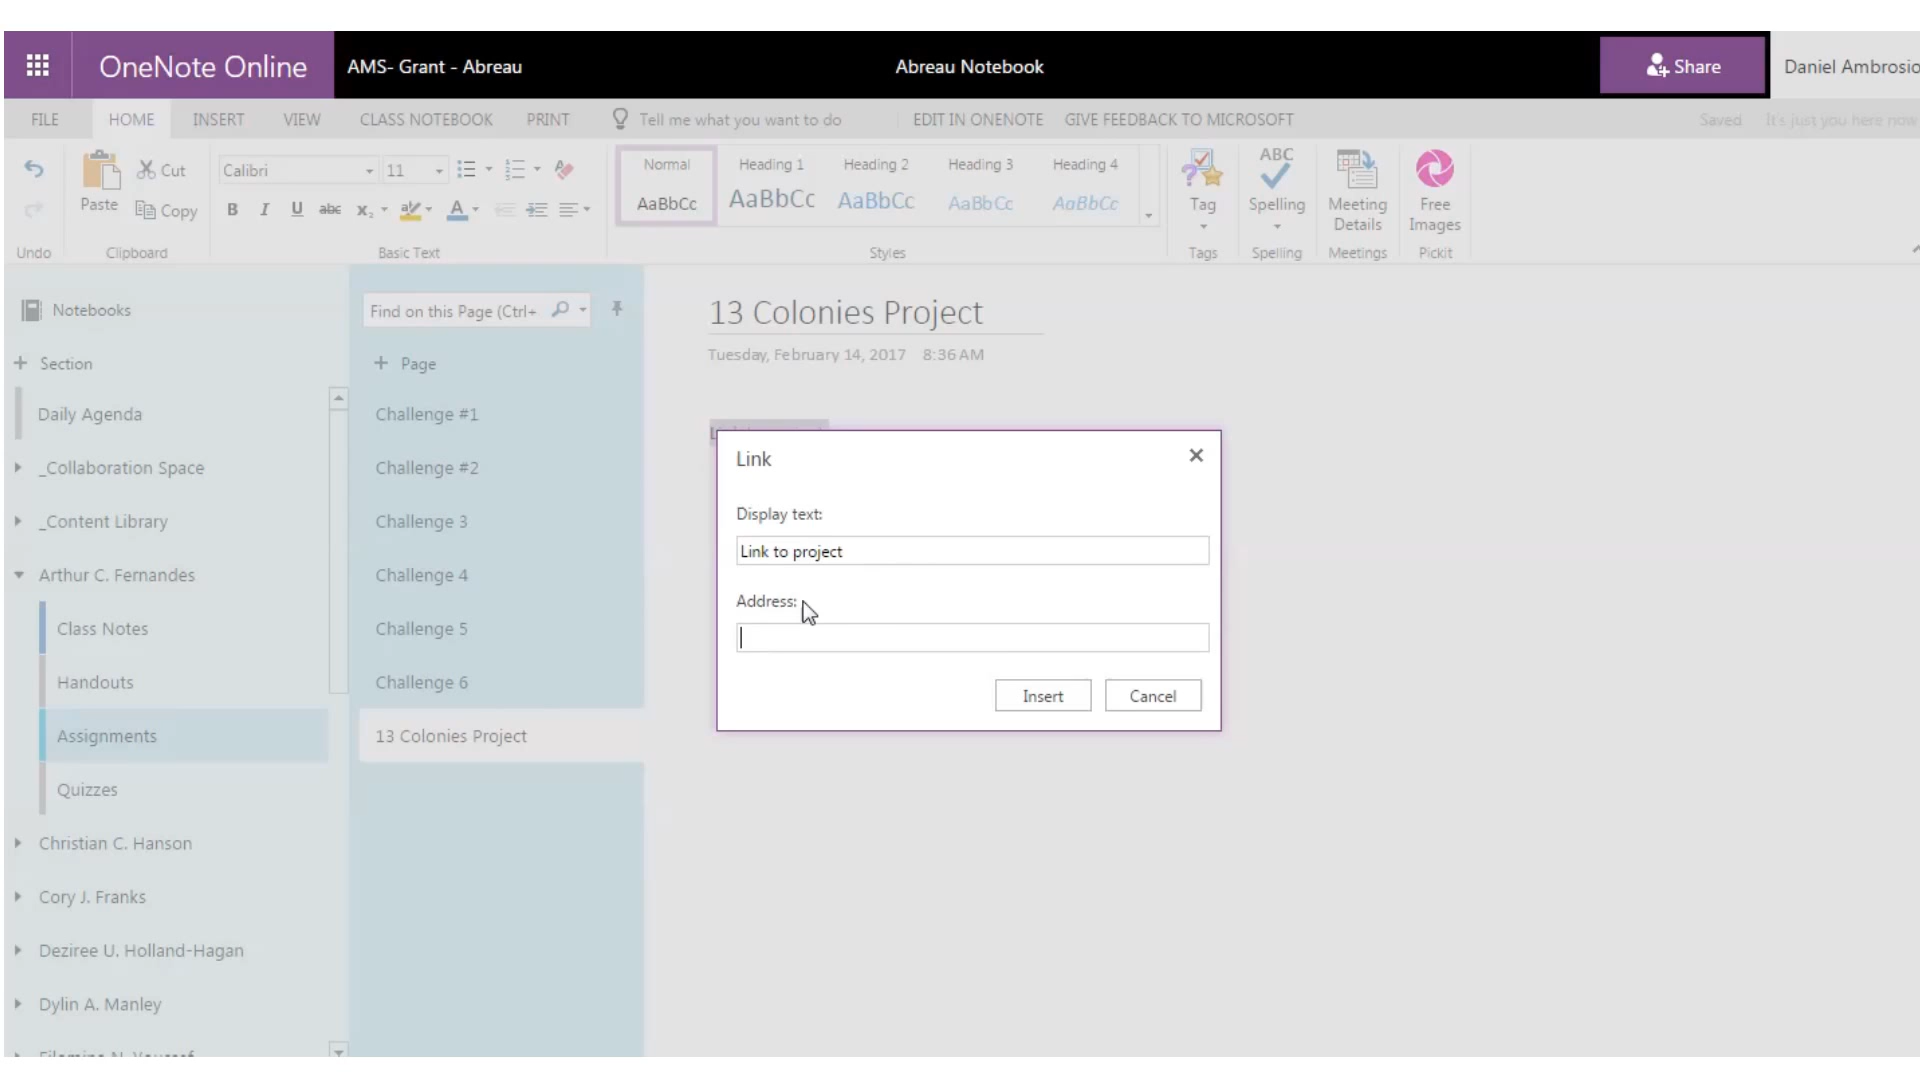 OneNote Online
AMS- Grant - Abreau
Abreau Notebook
Share
Daniel Ambrosio
FILE
HOME
INSERT
VIEW
CLASS NOTEBOOK
PRINT
Tell me what you want to do
EDIT IN ONENOTE
GIVE FEEDBACK TO MICROSOFT
Saved
It's just you here now
Paste
Cut
Copy
Calibri
11
B I U abc x₂ A
Normal
AaBbCc
Heading 1
AaBbCc
Heading 2
AaBbCc
Heading 3
AaBbCc
Heading 4
AaBbCc
Tag
ABC
Spelling
Meeting
Details
Free
Images
Undo
Clipboard
Basic Text
Styles
Tags
Spelling
Meetings
Pickit
Notebooks
+ Section
Daily Agenda
_Collaboration Space
_Content Library
Arthur C. Fernandes
Class Notes
Handouts
Assignments
Quizzes
Christian C. Hanson
Cory J. Franks
Deziree U. Holland-Hagan
Dylin A. Manley
Find on this Page (Ctrl+
+ Page
Challenge #1
Challenge #2
Challenge 3
Challenge 4
Challenge 5
Challenge 6
13 Colonies Project
13 Colonies Project
Tuesday, February 14, 2017 8:36 AM
Link
Display text:
Link to project
Address:
Insert
Cancel